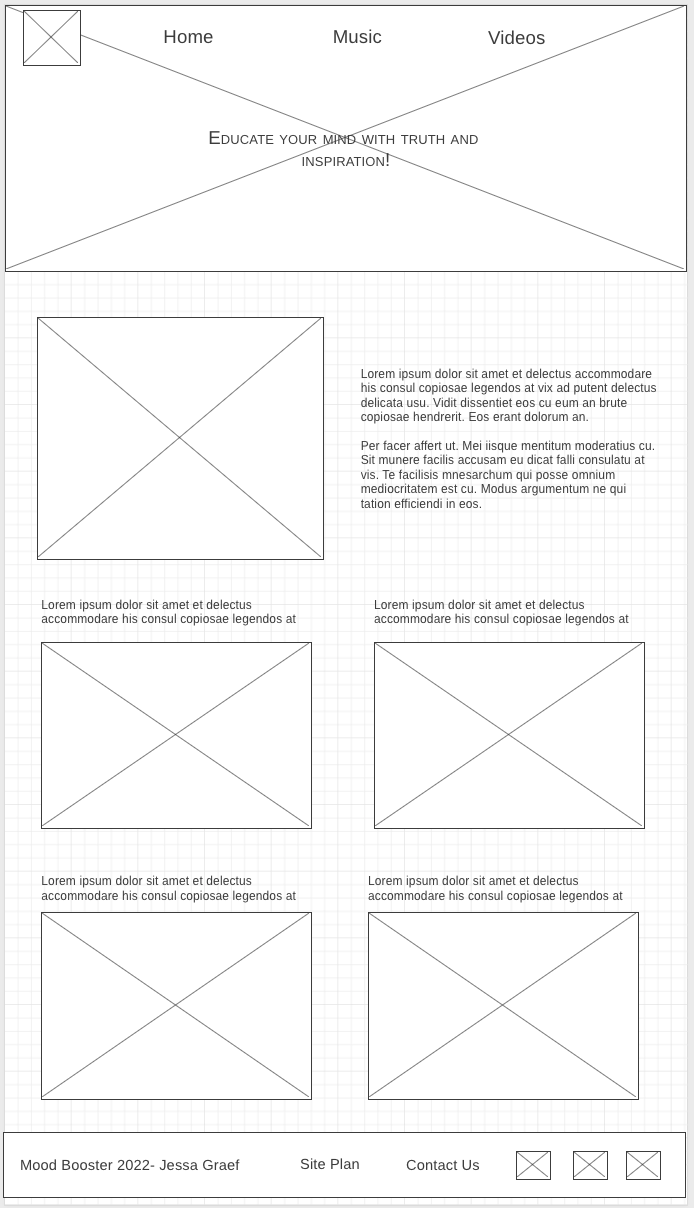 Home Music Videos
Educate your mind with truth and
inspiration!
Lorem ipsum dolor sit amet et delectus accommodare
his consul copiosae legendos at vix ad putent delectus
delicata usu. Vidit dissentiet eos cu eum an brute
copiosae hendrerit. Eos erant dolorum an.
Per facer affert ut. Mei iisque mentitum moderatius cu.
Sit munere facilis accusam eu dicat falli consulatu at
vis. Te facilisis mnesarchum qui posse omnium
mediocritatem est cu. Modus argumentum ne qui
tation efficiendi in eos.
Lorem ipsum dolor sit amet et delectus
accommodare his consul copiosae legendos at
Lorem ipsum dolor sit amet et delectus
accommodare his consul copiosae legendos at
Lorem ipsum dolor sit amet et delectus
accommodare his consul copiosae legendos at
Lorem ipsum dolor sit amet et delectus
accommodare his consul copiosae legendos at
Mood Booster 2022- Jessa Graef Site Plan Contact Us